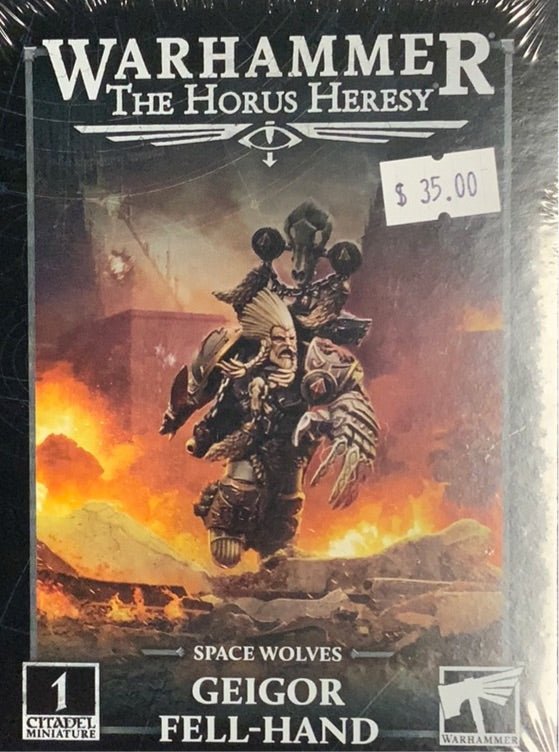 WARHAMMER
THE HORUS HERESY
$ 35.00
SPACE WOLVES
GEIGOR
FELL-HAND
1
CITADEL
MINIATURE
WARHAMMER